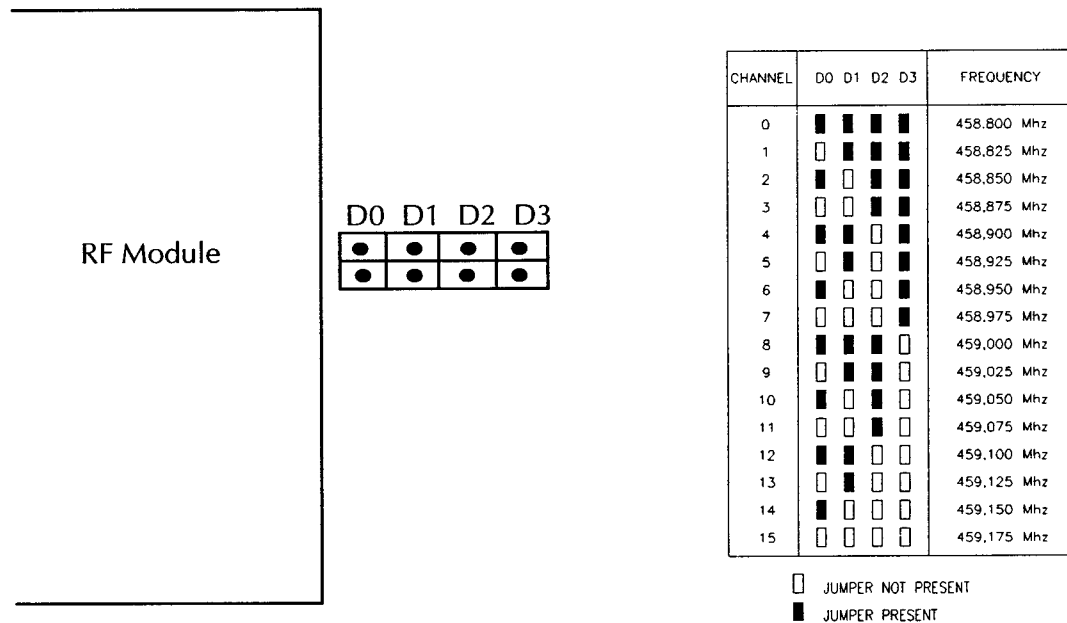 RF Module
D0 D1 D2 D3
CHANNEL D0 D1 D2 D3 FREQUENCY
0 458.800 Mhz
1 458,825 Mhz
2 458,850 Mhz
3 458,875 Mhz
4 458,900 Mhz
5 458,925 Mhz
6 458,950 Mhz
7 458,975 Mhz
8 459,000 Mhz
9 459,025 Mhz
10 459,050 Mhz
11 459,075 Mhz
12 459,100 Mhz
13 459,125 Mhz
14 459,150 Mhz
15 459,175 Mhz
JUMPER NOT PRESENT
JUMPER PRESENT